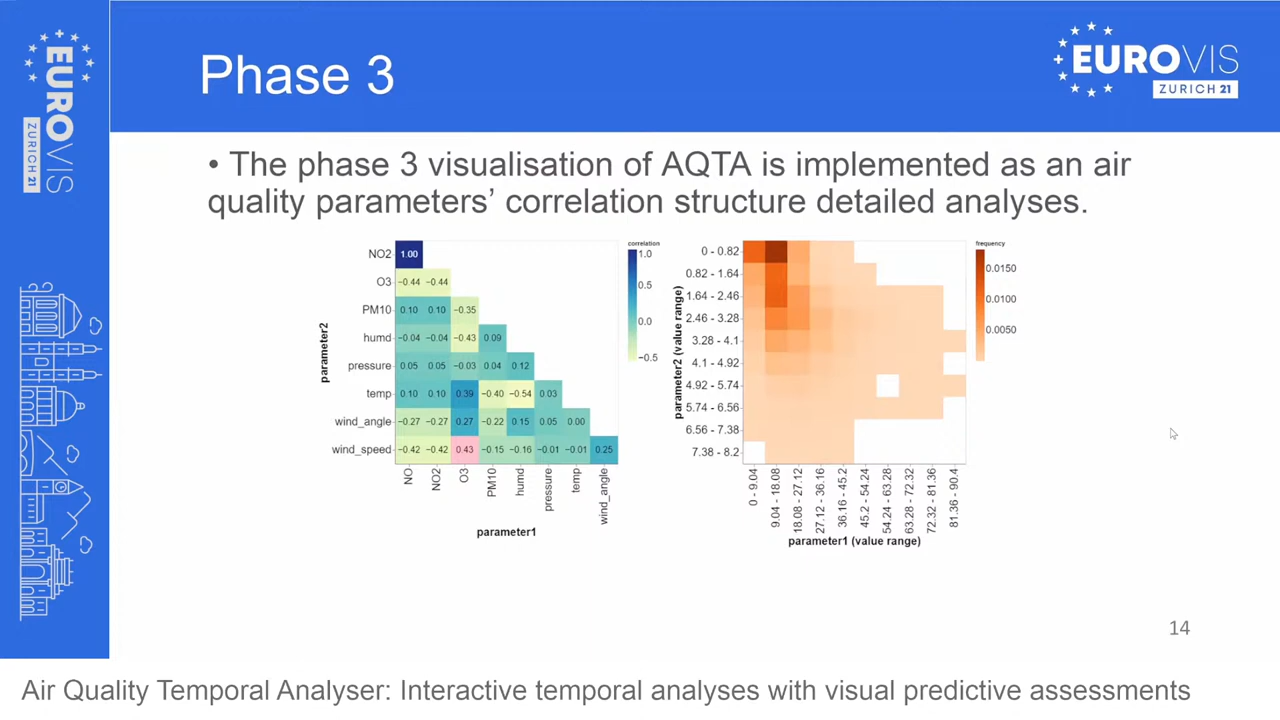 EUROVIS
ZURICH 21
Phase 3
EUROVIS
ZURICH 21
• The phase 3 visualisation of AQTA is implemented as an air
quality parameters’ correlation structure detailed analyses.
parameter2
NO2 1.00
O3 −0.44 −0.44
PM10 0.10 0.10 −0.35
humd −0.04 −0.04 −0.43 0.09
pressure 0.05 0.05 −0.03 0.04 0.12
temp 0.10 0.10 0.39 −0.40 −0.54 0.03
wind_angle −0.27 −0.27 0.27 −0.22 0.15 0.05 0.00
wind_speed −0.42 −0.42 0.43 −0.15 −0.16 −0.01 −0.01 0.25
NO NO2 O3 PM10 humd pressure temp wind_angle
parameter1
correlation
1.0
0.5
0.0
−0.5
parameter2 (value range)
0 - 0.82
0.82 - 1.64
1.64 - 2.46
2.46 - 3.28
3.28 - 4.1
4.1 - 4.92
4.92 - 5.74
5.74 - 6.56
6.56 - 7.38
7.38 - 8.2
0 - 9.04
9.04 - 18.08
18.08 - 27.12
27.12 - 36.16
36.16 - 45.2
45.2 - 54.24
54.24 - 63.28
63.28 - 72.32
72.32 - 81.36
81.36 - 90.4
parameter1 (value range)
frequency
0.0150
0.0100
0.0050
14
Air Quality Temporal Analyser: Interactive temporal analyses with visual predictive assessments